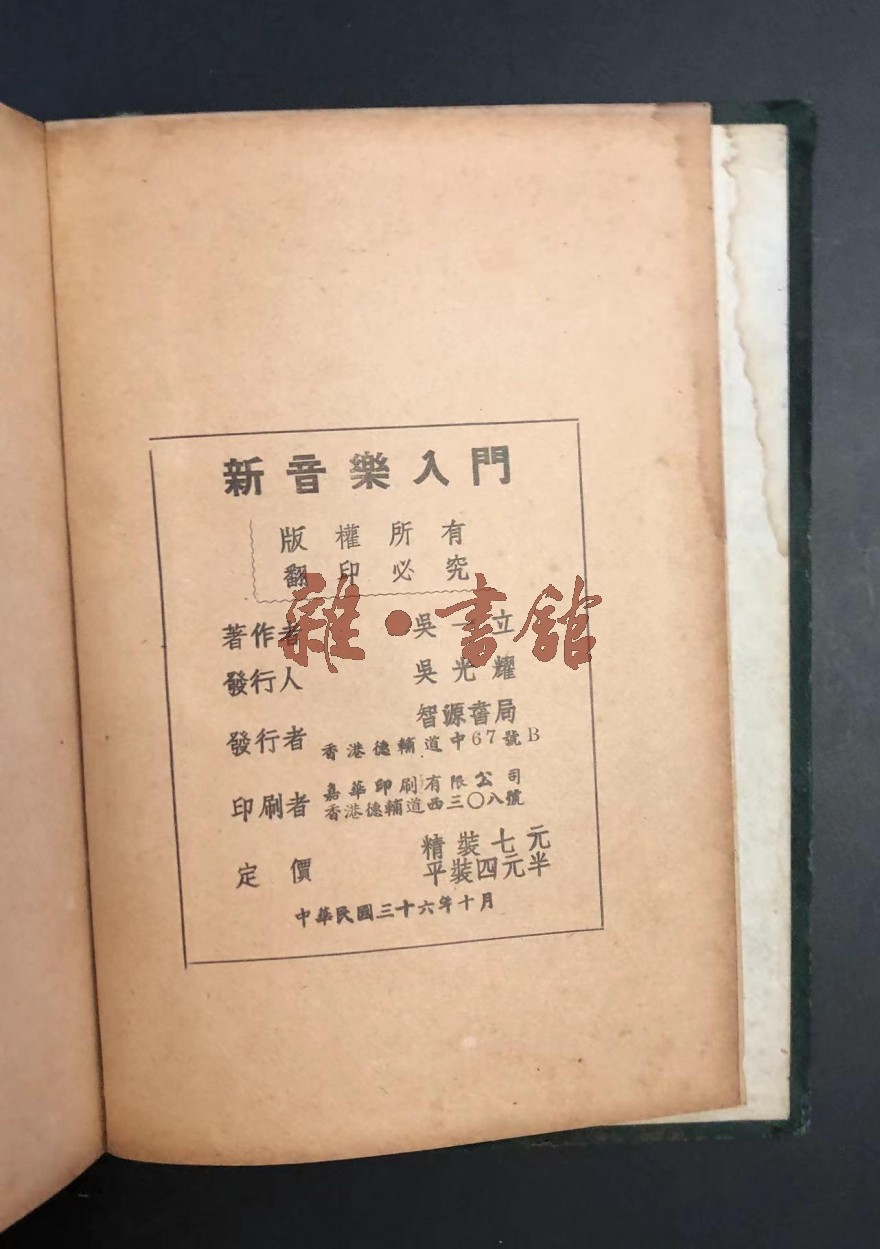 新音樂入門
版權所有
翻印必究
著作者 吳一立
發行人 吳光耀
發行者 智源書局
香港德輔道中67號B
印刷者 嘉華印刷有限公司
香港德輔道西三〇八號
定價 精裝七元
平裝四元半
中華民國三十六年十月
雜·書館